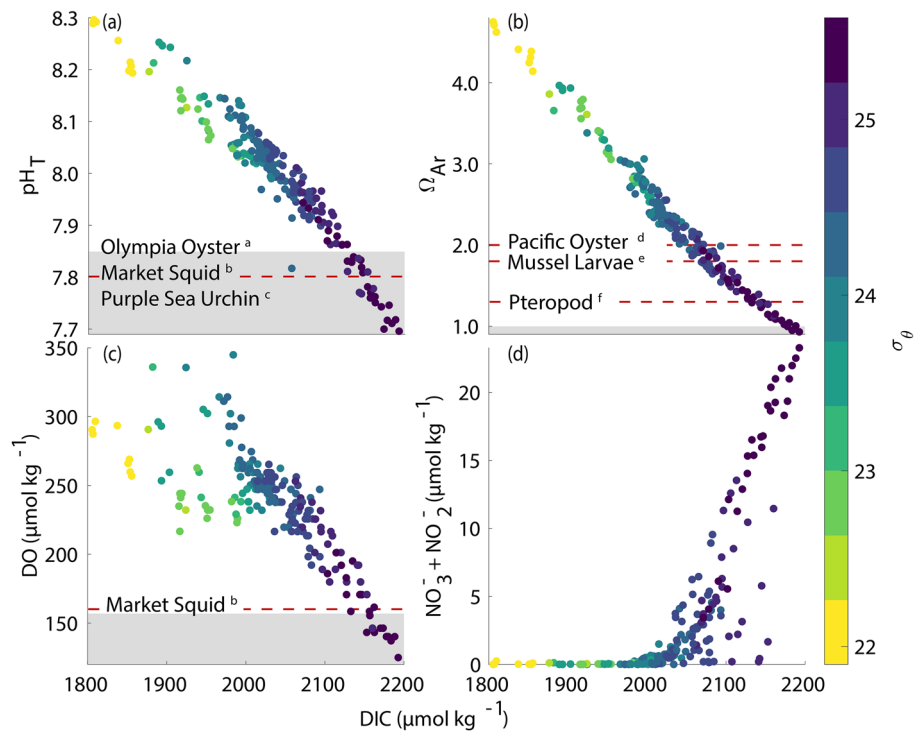 (a)
8.3
8.2
8.1
8.0
7.9
7.8
7.7
pH_T
Olympia Oyster ᵃ
Market Squid ᵇ
Purple Sea Urchin ᶜ
(b)
4.0
3.0
2.0
1.0
Ω_Ar
Pacific Oyster ᵈ
Mussel Larvae ᵉ
Pteropod ᶠ
(c)
350
300
250
200
150
DO (µmol kg ⁻¹)
Market Squid ᵇ
1800 1900 2000 2100 2200
(d)
20
15
10
5
0
NO₃⁻ + NO₂⁻ (µmol kg⁻¹)
1800 1900 2000 2100 2200
DIC (µmol kg ⁻¹)
25
24
23
22
σ_θ